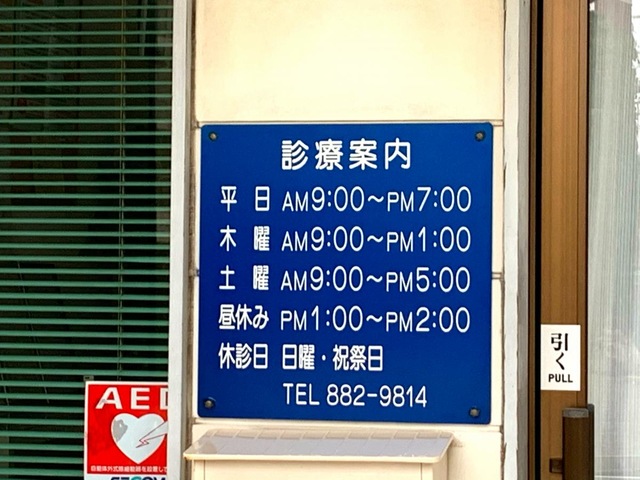 診療案内
平日 AM9:00～PM7:00
木曜 AM9:00～PM1:00
土曜 AM9:00～PM5:00
昼休み PM1:00～PM2:00
休診日 日曜・祝祭日
TEL 882-9814
引く
PULL
AED